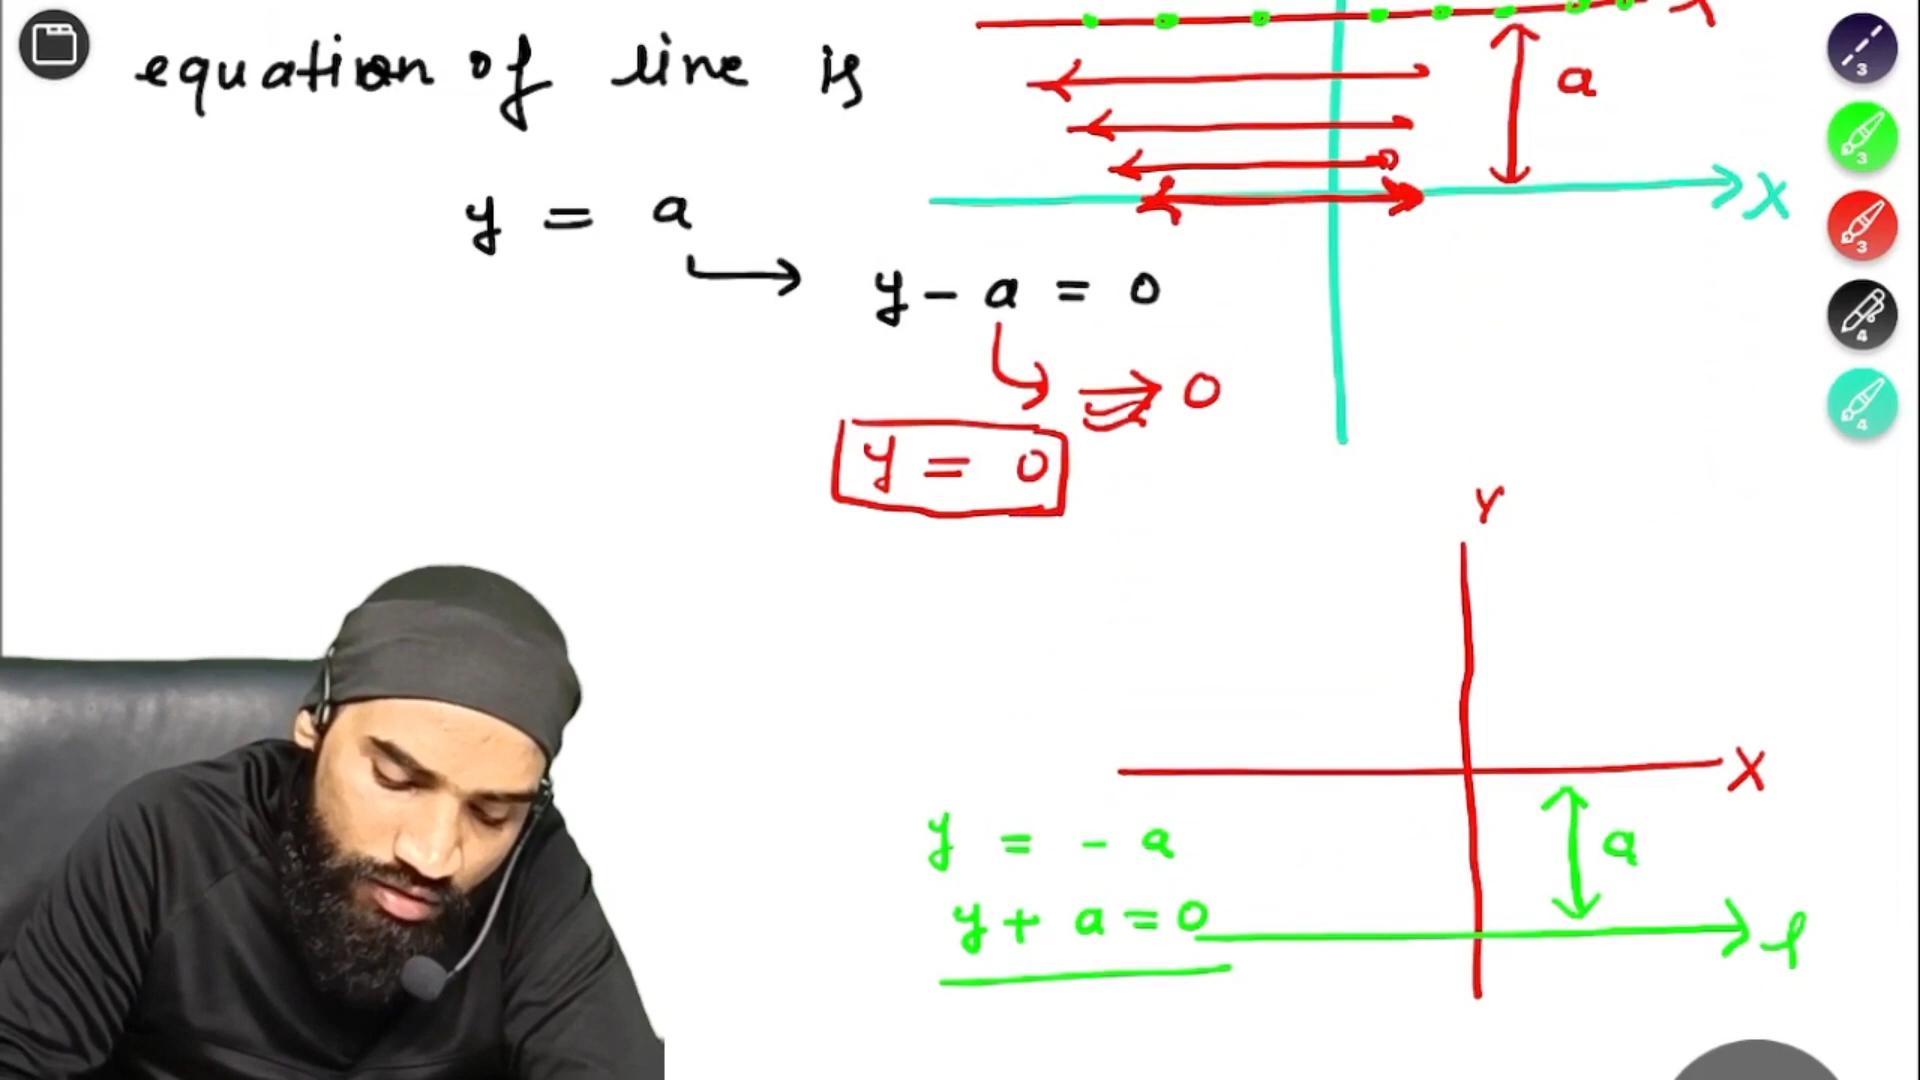 equation of line is
a
X
y = a
y - a = 0
⇒ 0
y = 0
Y
X
y = - a
a
y + a = 0
l